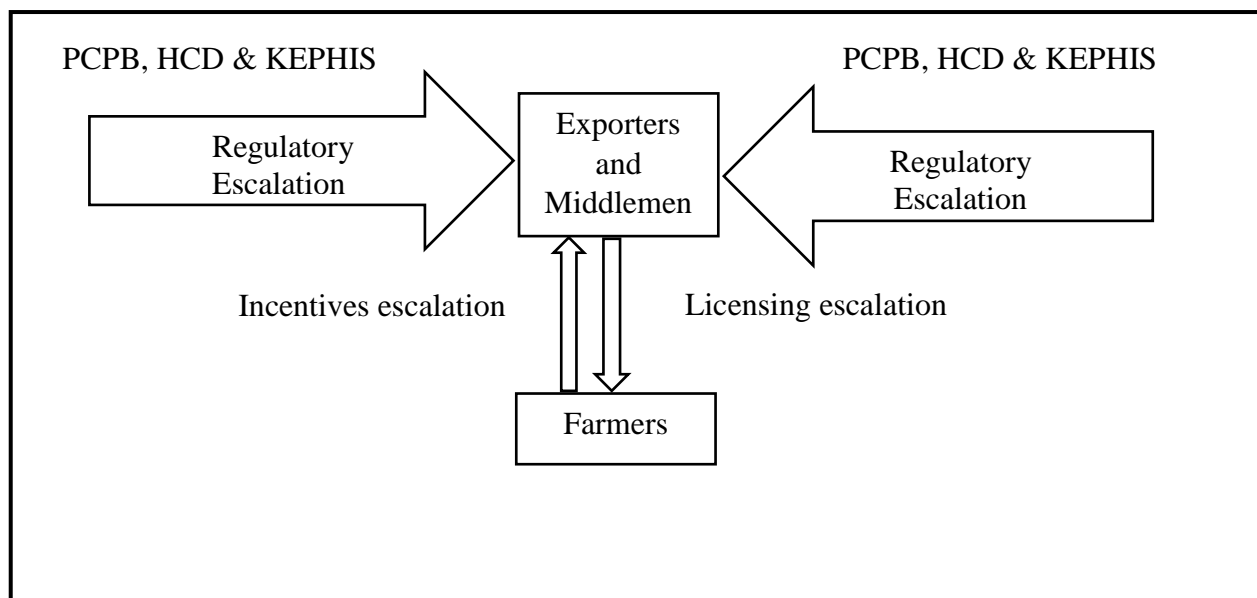 PCPB, HCD & KEPHIS
PCPB, HCD & KEPHIS
Regulatory
Escalation
Exporters
and
Middlemen
Regulatory
Escalation
Incentives escalation
Licensing escalation
Farmers